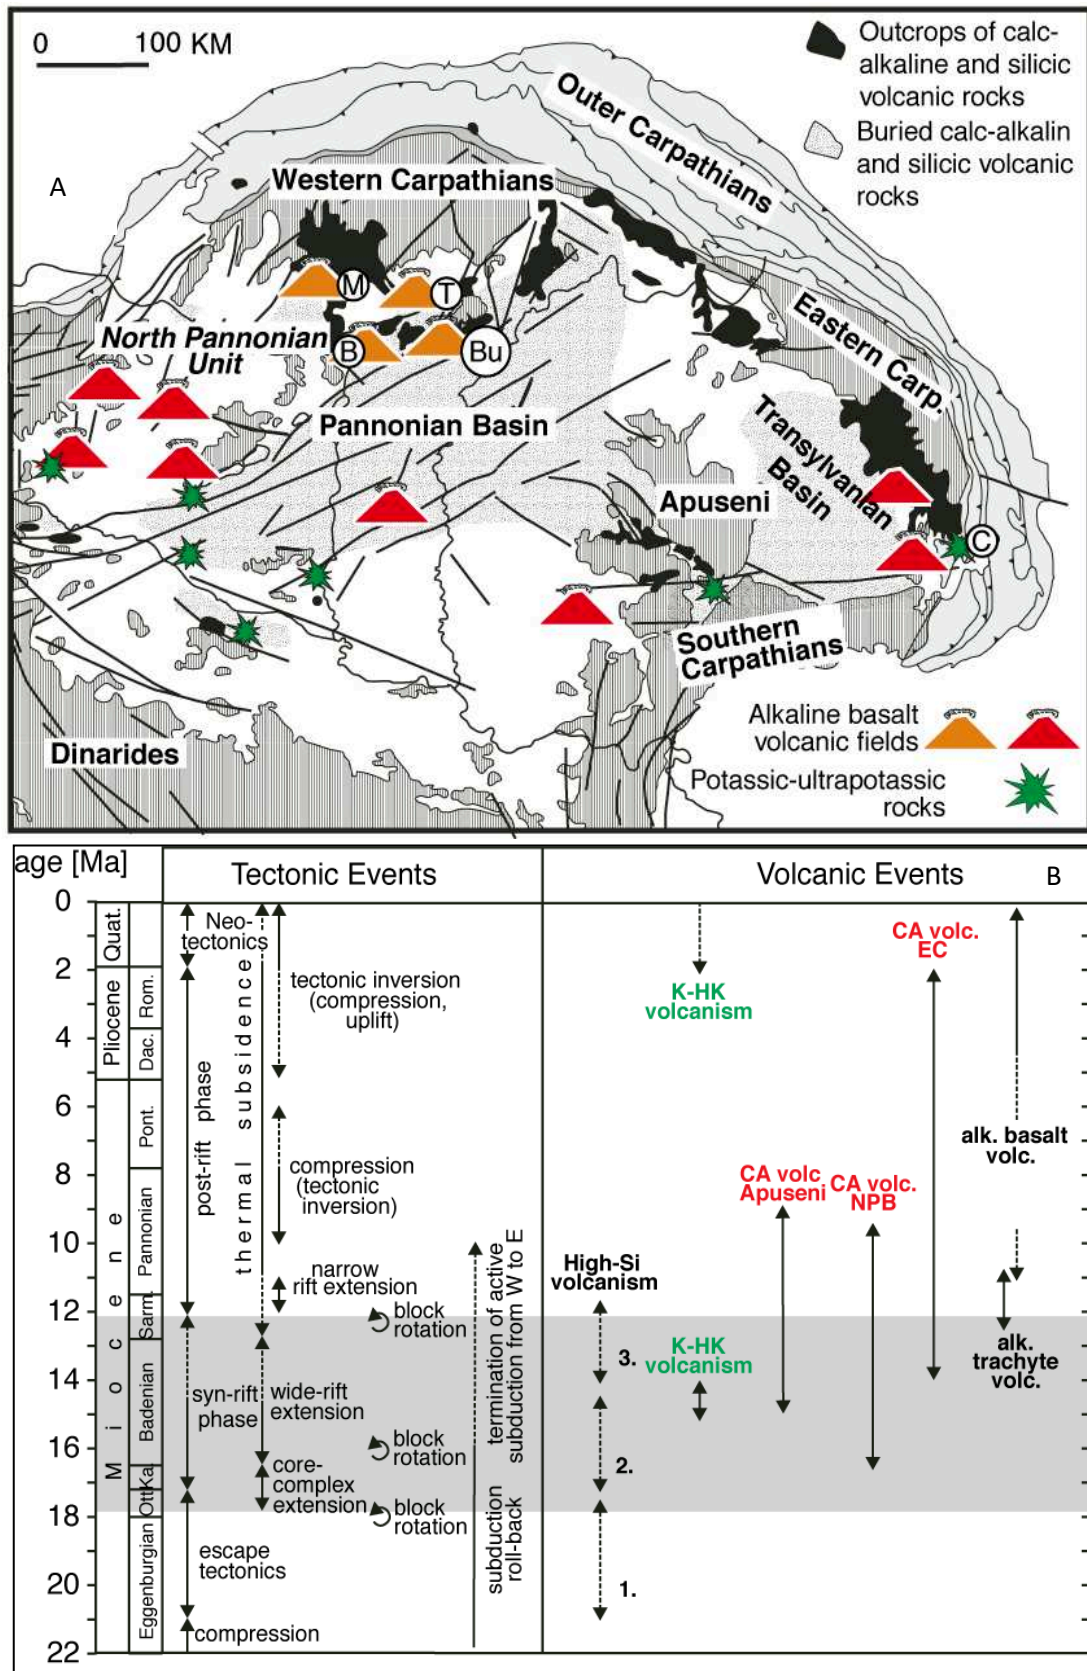 0
100 KM
Outcrops of calc-
alkaline and silicic
volcanic rocks
Buried calc-alkalin
and silicic volcanic
rocks
A
Outer Carpathians
Western Carpathians
M
T
B
Bu
North Pannonian
Unit
Eastern Carp.
Pannonian Basin
Transylvanian
Basin
Apuseni
C
Southern
Carpathians
Dinarides
Alkaline basalt
volcanic fields
Potassic-ultrapotassic
rocks
age [Ma]
Tectonic Events
Volcanic Events
B
0
2
4
6
8
10
12
14
16
18
20
22
Quat.
Pliocene
Miocene
Rom.
Dac.
Pont.
Pannonian
Sarm.
Badenian
Ka.
Ott.
Eggenburgian
Neo-
tectonics
post-rift phase
thermal subsidence
tectonic inversion
(compression,
uplift)
compression
(tectonic
inversion)
narrow
rift extension
block
rotation
syn-rift
phase
wide-rift
extension
block
rotation
core-
complex
extension
block
rotation
escape
tectonics
compression
termination of active
subduction from W to E
subduction
roll-back
High-Si
volcanism
3.
2.
1.
K-HK
volcanism
K-HK
volcanism
CA volc.
Apuseni
CA volc.
NPB
CA volc.
EC
alk. basalt
volc.
alk.
trachyte
volc.